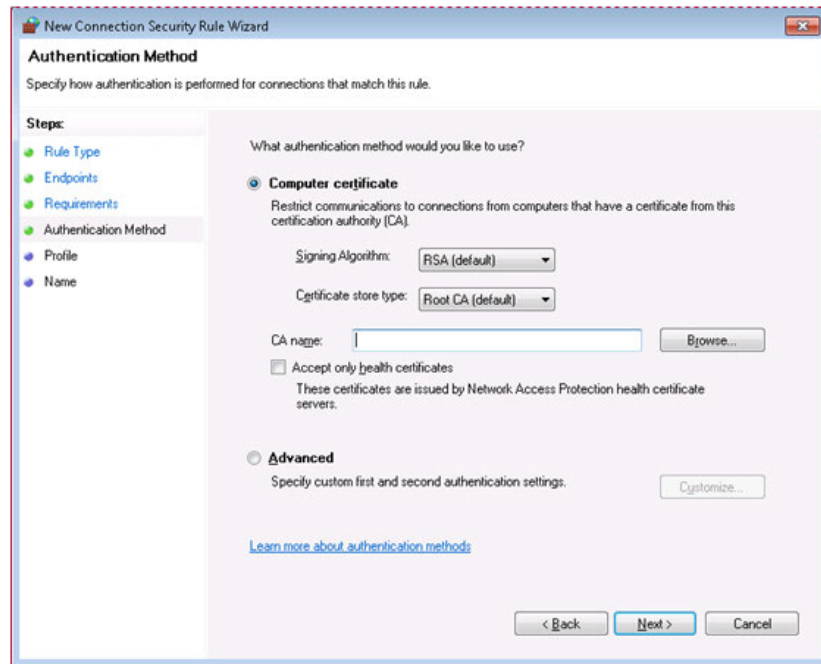 New Connection Security Rule Wizard
Authentication Method
Specify how authentication is performed for connections that match this rule.
Steps:
Rule Type
Endpoints
Requirements
Authentication Method
Profile
Name
What authentication method would you like to use?
Computer certificate
Restrict communications to connections from computers that have a certificate from this
certification authority (CA).
Signing Algorithm: RSA (default)
Certificate store type: Root CA (default)
CA name: Browse...
Accept only health certificates
These certificates are issued by Network Access Protection health certificate
servers.
Advanced
Specify custom first and second authentication settings.
Customize...
Learn more about authentication methods
< Back Next > Cancel